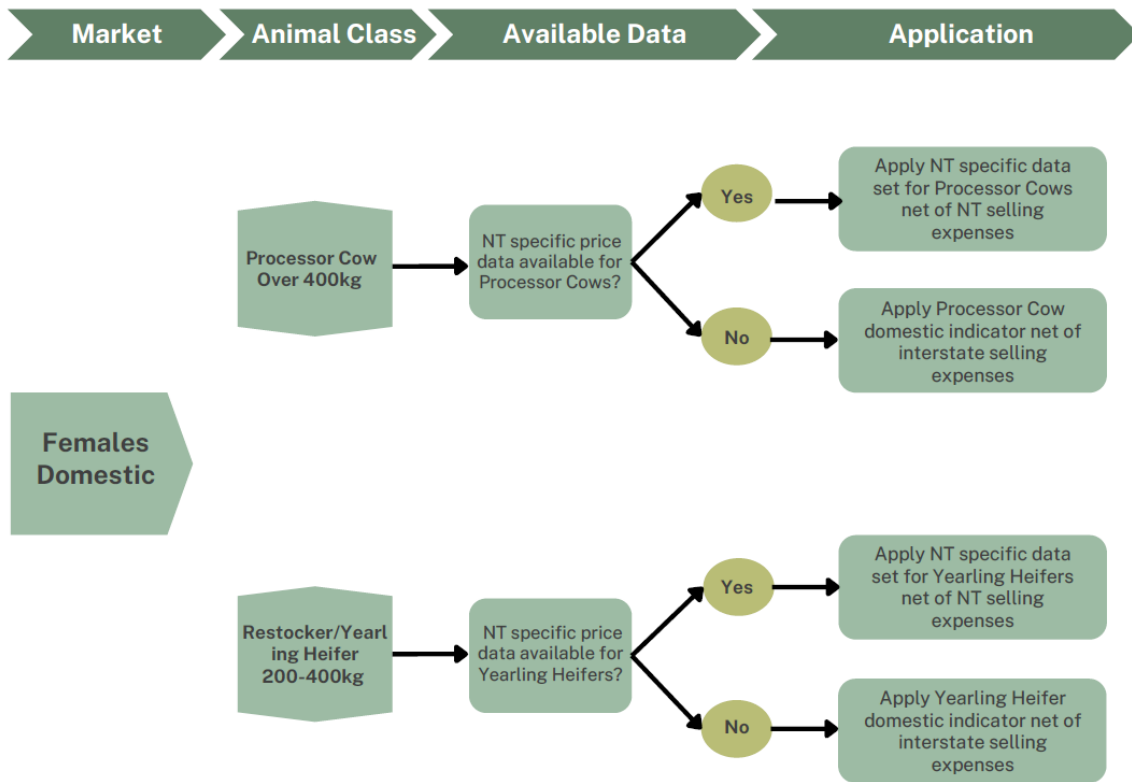 Market
Animal Class
Available Data
Application
Females
Domestic
Processor Cow
Over 400kg
NT specific price
data available for
Processor Cows?
Yes
Apply NT specific data
set for Processor Cows
net of NT selling
expenses
No
Apply Processor Cow
domestic indicator net of
interstate selling
expenses
Restocker/Yearl
ing Heifer
200-400kg
NT specific price
data available for
Yearling Heifers?
Yes
Apply NT specific data
set for Yearling Heifers
net of NT selling
expenses
No
Apply Yearling Heifer
domestic indicator net of
interstate selling
expenses